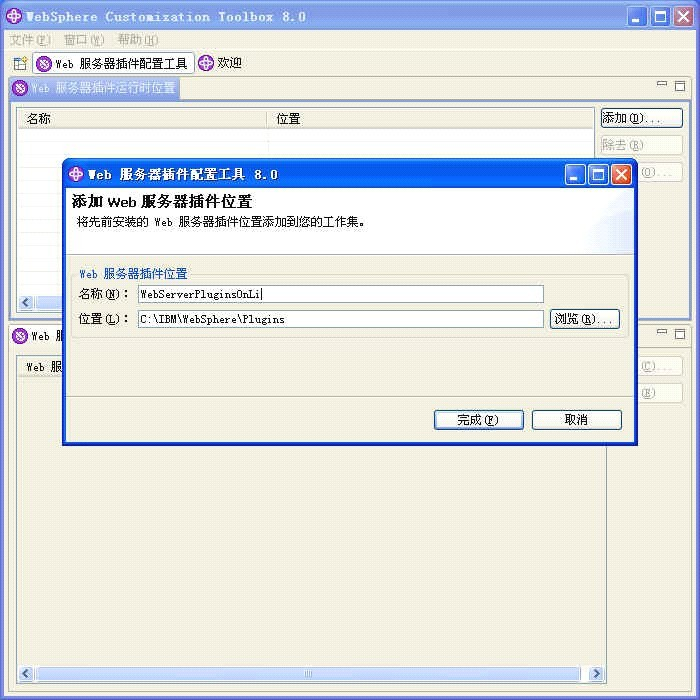 WebSphere Customization Toolbox 8.0
文件(F) 窗口(W) 帮助(H)
Web 服务器插件配置工具 欢迎
Web 服务器插件运行时位置
名称 位置
添加(D)...
除去(R)
(O)...
Web 服务器插件配置工具 8.0
添加 Web 服务器插件位置
将先前安装的 Web 服务器插件位置添加到您的工作集。
Web 服务器插件位置
名称(N)： WebServerPluginsOnLi
位置(L)： C:\IBM\WebSphere\Plugins 浏览(R)...
完成(F) 取消
Web 服
(C)...
Web 服
(E)